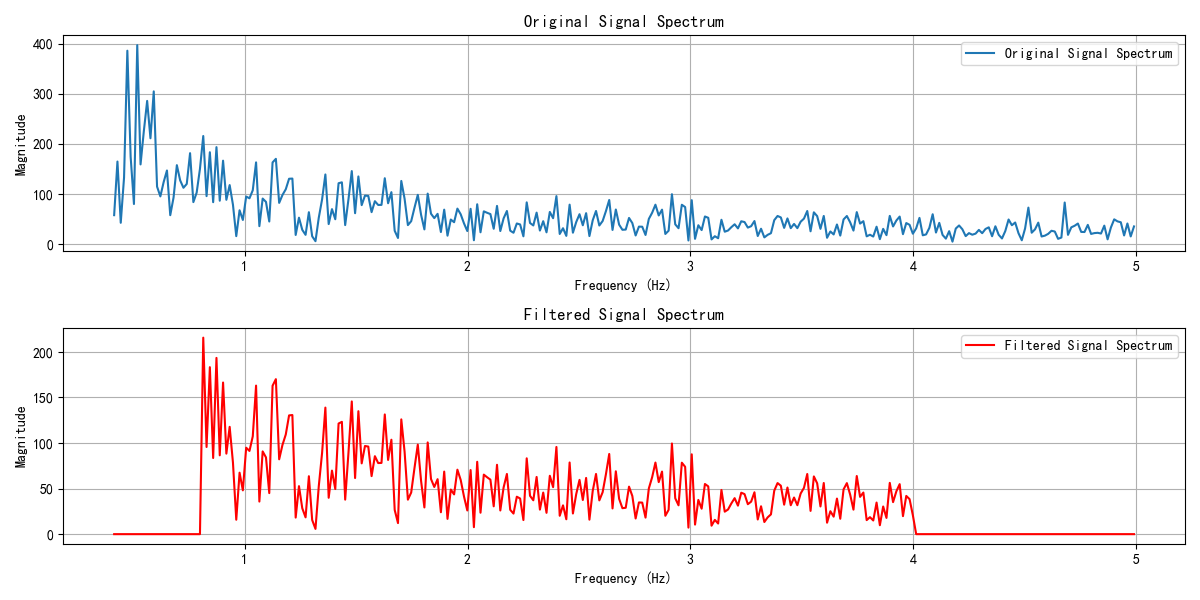 Original Signal Spectrum
Original Signal Spectrum
Magnitude
400
300
200
100
0
1
2
3
4
5
Frequency (Hz)
Filtered Signal Spectrum
Filtered Signal Spectrum
Magnitude
200
150
100
50
0
1
2
3
4
5
Frequency (Hz)